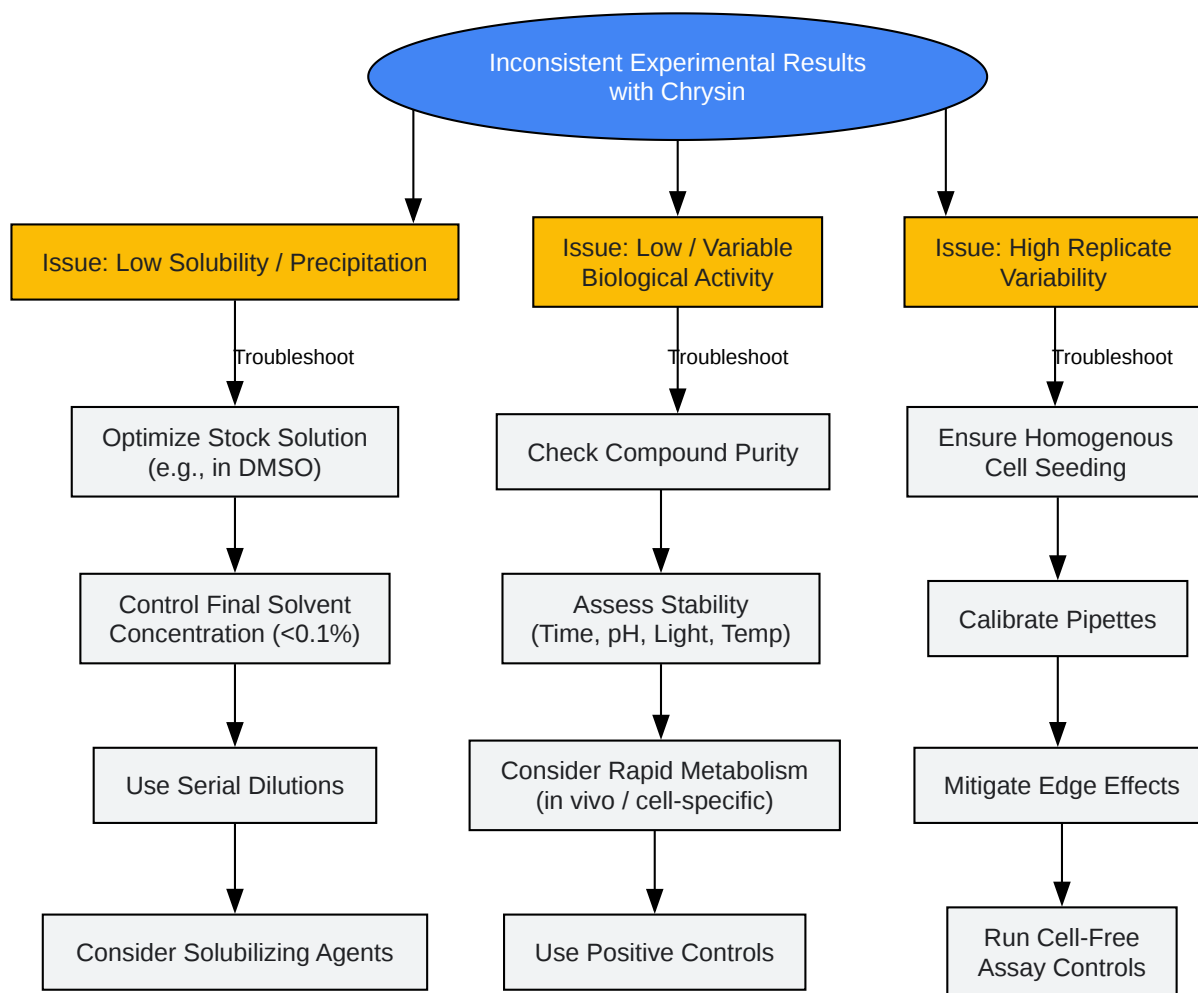 Inconsistent Experimental Results
with Chrysin
Issue: Low Solubility / Precipitation
Issue: Low / Variable
Biological Activity
Issue: High Replicate
Variability
Troubleshoot
Troubleshoot
Troubleshoot
Optimize Stock Solution
(e.g., in DMSO)
Check Compound Purity
Ensure Homogenous
Cell Seeding
Control Final Solvent
Concentration (<0.1%)
Assess Stability
(Time, pH, Light, Temp)
Calibrate Pipettes
Use Serial Dilutions
Consider Rapid Metabolism
(in vivo / cell-specific)
Mitigate Edge Effects
Consider Solubilizing Agents
Use Positive Controls
Run Cell-Free
Assay Controls